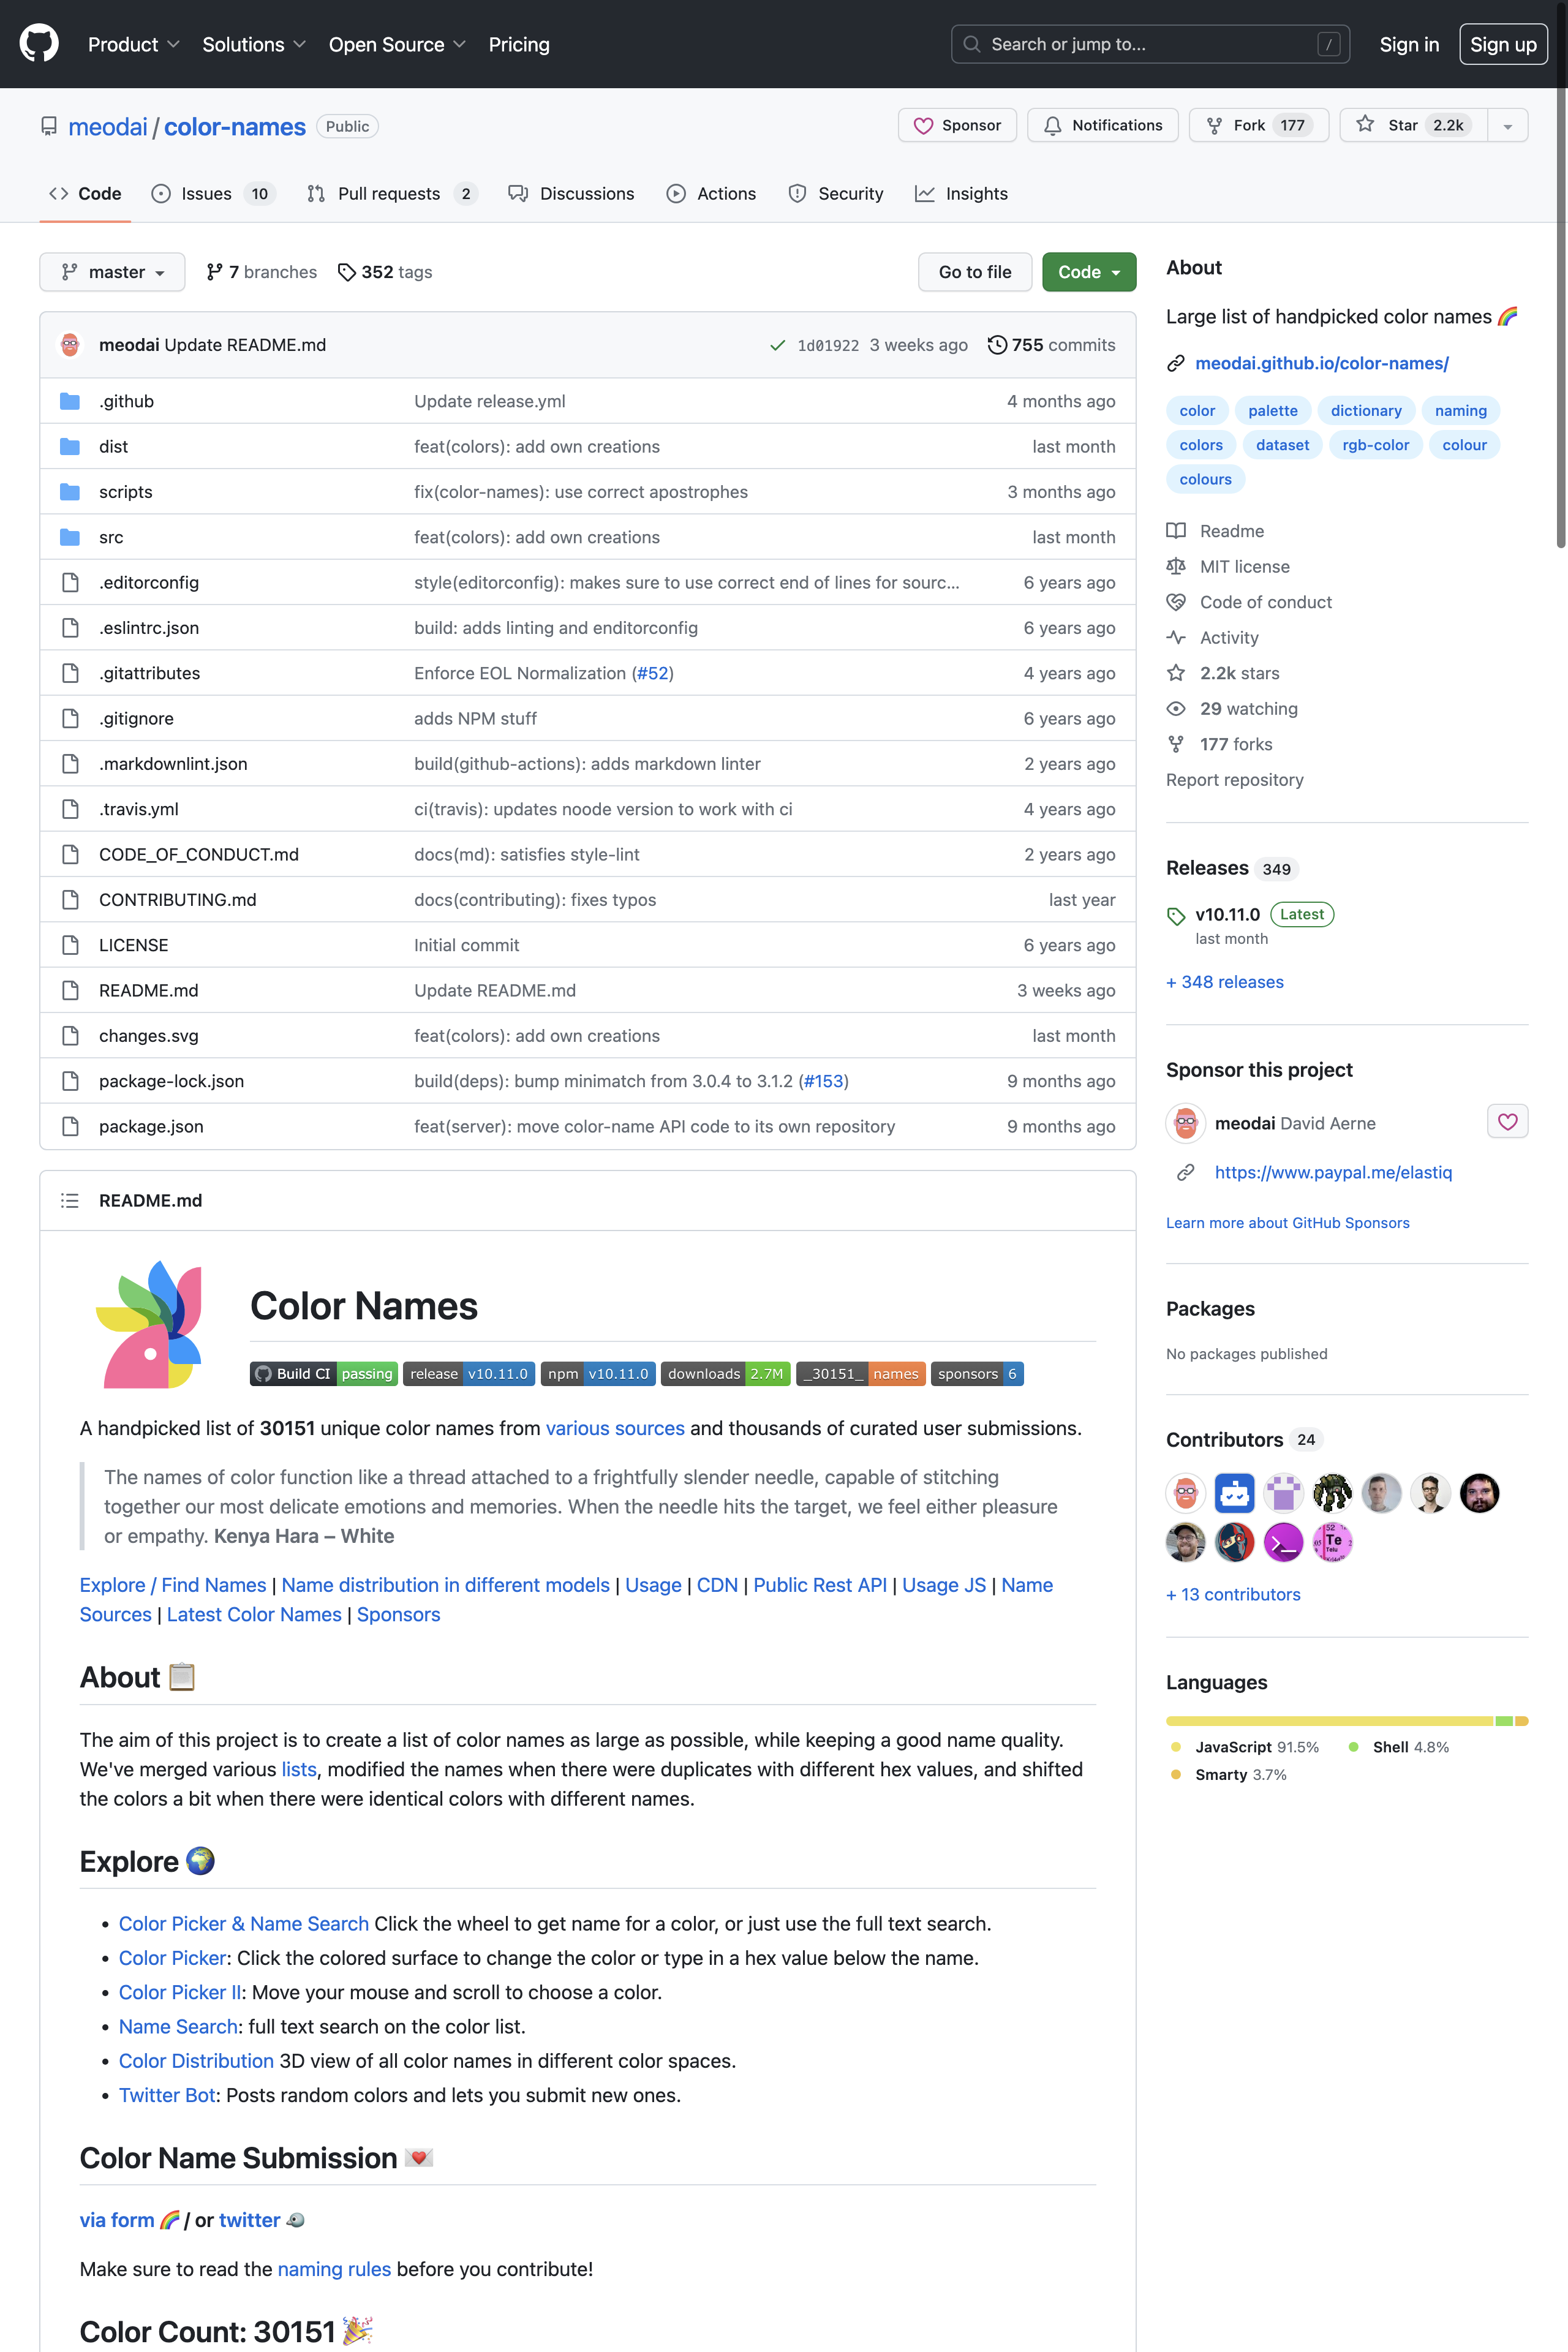 Product Solutions Open Source Pricing Search or jump to... / Sign in Sign up
meodai / color-names Public Sponsor Notifications Fork 177 Star 2.2k
Code Issues 10 Pull requests 2 Discussions Actions Security Insights
master 7 branches 352 tags Go to file Code
meodai Update README.md 1d01922 3 weeks ago 755 commits
.github Update release.yml 4 months ago
dist feat(colors): add own creations last month
scripts fix(color-names): use correct apostrophes 3 months ago
src feat(colors): add own creations last month
.editorconfig style(editorconfig): makes sure to use correct end of lines for sourc... 6 years ago
.eslintrc.json build: adds linting and enditorconfig 6 years ago
.gitattributes Enforce EOL Normalization (#52) 4 years ago
.gitignore adds NPM stuff 6 years ago
.markdownlint.json build(github-actions): adds markdown linter 2 years ago
.travis.yml ci(travis): updates noode version to work with ci 4 years ago
CODE_OF_CONDUCT.md docs(md): satisfies style-lint 2 years ago
CONTRIBUTING.md docs(contributing): fixes typos last year
LICENSE Initial commit 6 years ago
README.md Update README.md 3 weeks ago
changes.svg feat(colors): add own creations last month
package-lock.json build(deps): bump minimatch from 3.0.4 to 3.1.2 (#153) 9 months ago
package.json feat(server): move color-name API code to its own repository 9 months ago
README.md
Color Names
Build CI passing release v10.11.0 npm v10.11.0 downloads 2.7M _30151_ names sponsors 6
A handpicked list of 30151 unique color names from various sources and thousands of curated user submissions.
The names of color function like a thread attached to a frightfully slender needle, capable of stitching
together our most delicate emotions and memories. When the needle hits the target, we feel either pleasure
or empathy. Kenya Hara – White
Explore / Find Names | Name distribution in different models | Usage | CDN | Public Rest API | Usage JS | Name
Sources | Latest Color Names | Sponsors
About
The aim of this project is to create a list of color names as large as possible, while keeping a good name quality.
We've merged various lists, modified the names when there were duplicates with different hex values, and shifted
the colors a bit when there were identical colors with different names.
Explore
• Color Picker & Name Search Click the wheel to get name for a color, or just use the full text search.
• Color Picker: Click the colored surface to change the color or type in a hex value below the name.
• Color Picker II: Move your mouse and scroll to choose a color.
• Name Search: full text search on the color list.
• Color Distribution 3D view of all color names in different color spaces.
• Twitter Bot: Posts random colors and lets you submit new ones.
Color Name Submission
via form / or twitter
Make sure to read the naming rules before you contribute!
Color Count: 30151
About
Large list of handpicked color names
meodai.github.io/color-names/
color palette dictionary naming
colors dataset rgb-color colour
colours
Readme
MIT license
Code of conduct
Activity
2.2k stars
29 watching
177 forks
Report repository
Releases 349
v10.11.0 Latest
last month
+ 348 releases
Sponsor this project
meodai David Aerne
https://www.paypal.me/elastiq
Learn more about GitHub Sponsors
Packages
No packages published
Contributors 24
52
Te
+ 13 contributors
Languages
JavaScript 91.5% Shell 4.8%
Smarty 3.7%